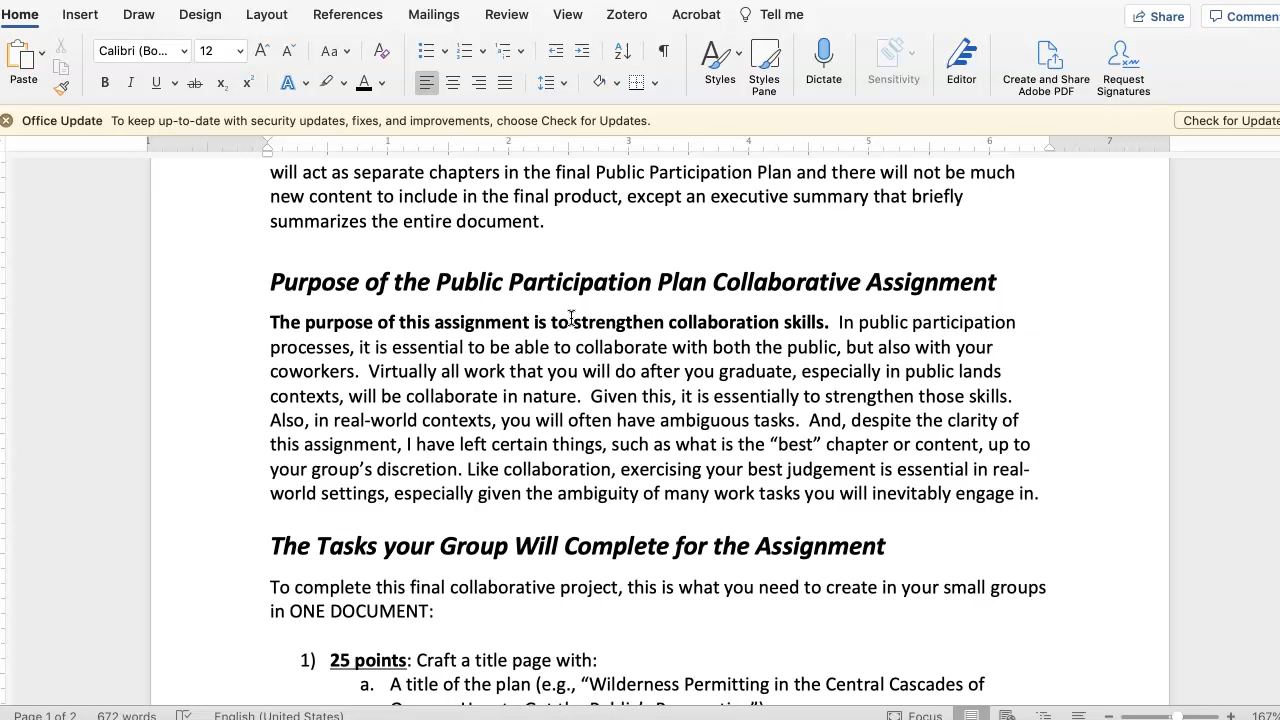 Home Insert Draw Design Layout References Mailings Review View Zotero Acrobat Tell me Share
Paste Calibri (Bo... 12 Styles Styles Pane Dictate Sensitivity Editor Create and Share Adobe PDF Request Signatures
Office Update To keep up-to-date with security updates, fixes, and improvements, choose Check for Updates.
1 1 2 3 4 5 6 7
will act as separate chapters in the final Public Participation Plan and there will not be much
new content to include in the final product, except an executive summary that briefly
summarizes the entire document.
Purpose of the Public Participation Plan Collaborative Assignment
The purpose of this assignment is to strengthen collaboration skills. In public participation
processes, it is essential to be able to collaborate with both the public, but also with your
coworkers. Virtually all work that you will do after you graduate, especially in public lands
contexts, will be collaborate in nature. Given this, it is essentially to strengthen those skills.
Also, in real-world contexts, you will often have ambiguous tasks. And, despite the clarity of
this assignment, I have left certain things, such as what is the “best” chapter or content, up to
your group’s discretion. Like collaboration, exercising your best judgement is essential in real-
world settings, especially given the ambiguity of many work tasks you will inevitably engage in.
The Tasks your Group Will Complete for the Assignment
To complete this final collaborative project, this is what you need to create in your small groups
in ONE DOCUMENT:
1) 25 points: Craft a title page with:
a. A title of the plan (e.g., “Wilderness Permitting in the Central Cascades of
Page 1 of 2 672 words English (United States) Focus